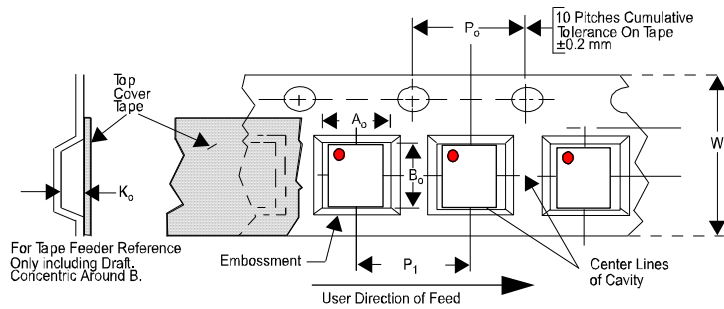 10 Pitches Cumulative
Tolerance On Tape
±0.2 mm
Po
Top
Cover
Tape
Ao
W
Bo
Ko
For Tape Feeder Reference
Only including Draft.
Concentric Around B.
Embossment
P1
Center Lines
of Cavity
User Direction of Feed